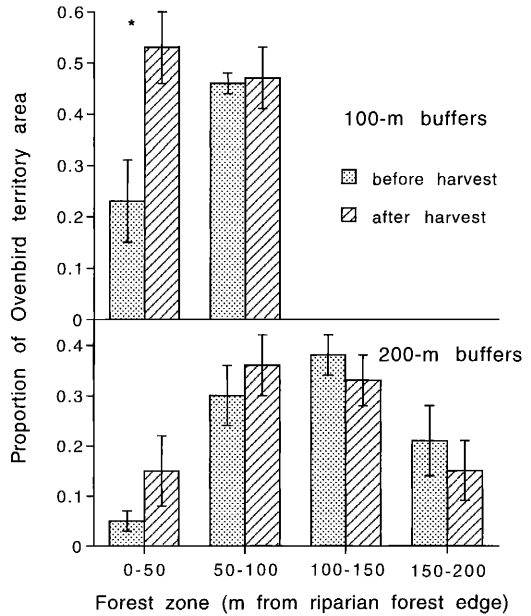 Proportion of Ovenbird territory area
0.6
0.5
0.4
0.3
0.2
0.1
0
*
100-m buffers
before harvest
after harvest
0.4
0.3
0.2
0.1
0
200-m buffers
0-50
50-100
100-150
150-200
Forest zone (m from riparian forest edge)